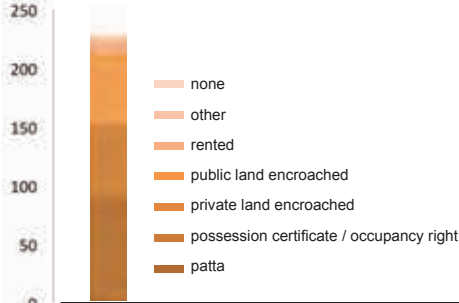 250
200
150
100
50
0
none
other
rented
public land encroached
private land encroached
possession certificate / occupancy right
patta